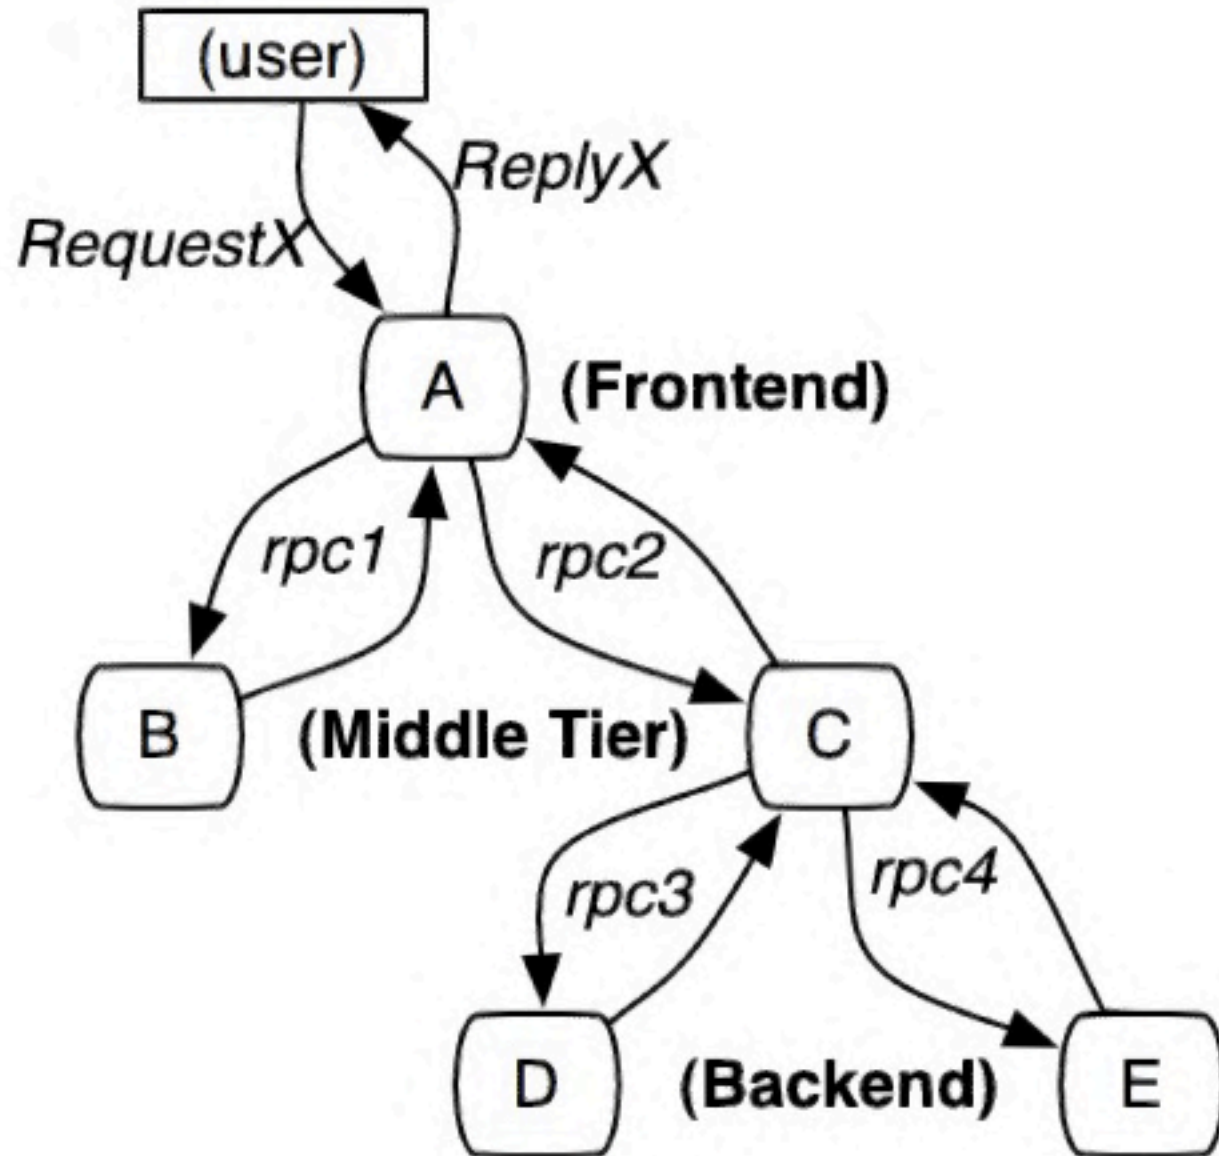 (user)
ReplyX
RequestX
A
(Frontend)
rpc1
rpc2
B
(Middle Tier)
C
rpc3
rpc4
D
(Backend)
E